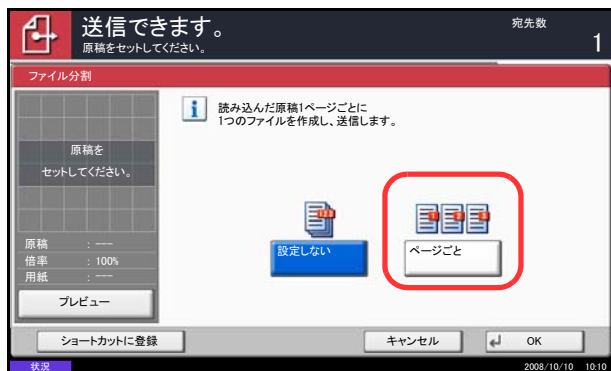 送信できます。
原稿をセットしてください。
宛先数
1
ファイル分割
読み込んだ原稿1ページごとに
1つのファイルを作成し、送信します。
原稿を
セットしてください。
設定しない
ページごと
原稿 : ---
倍率 : 100%
用紙 : ---
プレビュー
ショートカットに登録
キャンセル
OK
状況
2008/10/10 10:10